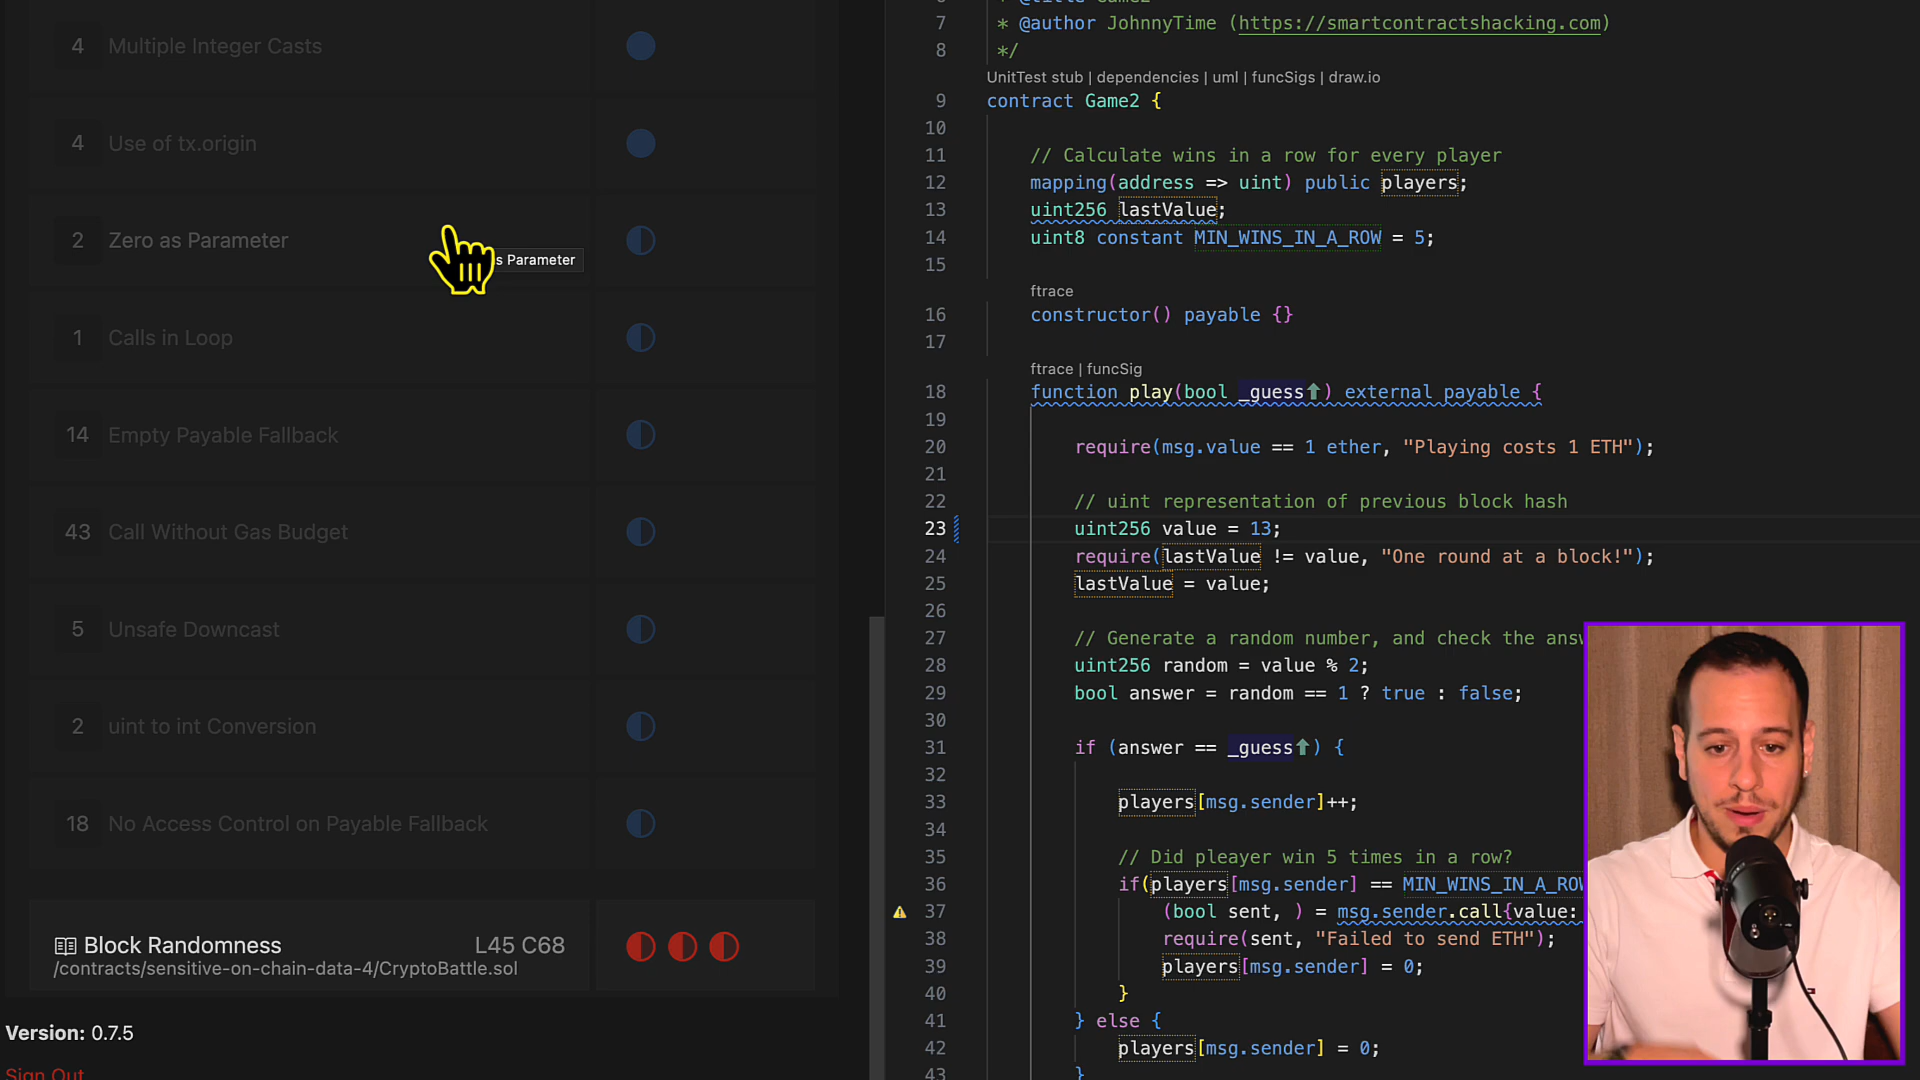 4 Multiple Integer Casts
4 Use of tx.origin
2 Zero as Parameter
s Parameter
1 Calls in Loop
14 Empty Payable Fallback
43 Call Without Gas Budget
5 Unsafe Downcast
2 uint to int Conversion
18 No Access Control on Payable Fallback
Block Randomness L45 C68
/contracts/sensitive-on-chain-data-4/CryptoBattle.sol
Version: 0.7.5
Sign Out
6 * @title Game2
7 * @author JohnnyTime (https://smartcontractshacking.com)
8 */
UnitTest stub | dependencies | uml | funcSigs | draw.io
9 contract Game2 {
10
11 // Calculate wins in a row for every player
12 mapping(address => uint) public players;
13 uint256 lastValue;
14 uint8 constant MIN_WINS_IN_A_ROW = 5;
15
ftrace
16 constructor() payable {}
17
ftrace | funcSig
18 function play(bool _guess⬆) external payable {
19
20 require(msg.value == 1 ether, "Playing costs 1 ETH");
21
22 // uint representation of previous block hash
23 uint256 value = 13;
24 require(lastValue != value, "One round at a block!");
25 lastValue = value;
26
27 // Generate a random number, and check the answ
28 uint256 random = value % 2;
29 bool answer = random == 1 ? true : false;
30
31 if (answer == _guess⬆) {
32
33 players[msg.sender]++;
34
35 // Did pleayer win 5 times in a row?
36 if(players[msg.sender] == MIN_WINS_IN_A_ROW
37 (bool sent, ) = msg.sender.call{value:
38 require(sent, "Failed to send ETH");
39 players[msg.sender] = 0;
40 }
41 } else {
42 players[msg.sender] = 0;
43 }